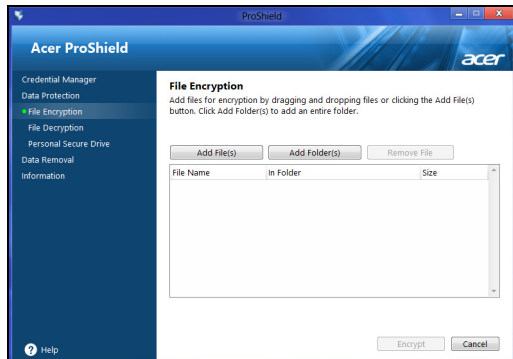 ProShield
Acer ProShield
acer
Credential Manager
Data Protection
File Encryption
File Decryption
Personal Secure Drive
Data Removal
Information
Help
File Encryption
Add files for encryption by dragging and dropping files or clicking the Add File(s)
button. Click Add Folder(s) to add an entire folder.
Add File(s) Add Folder(s) Remove File
File Name In Folder Size
Encrypt Cancel